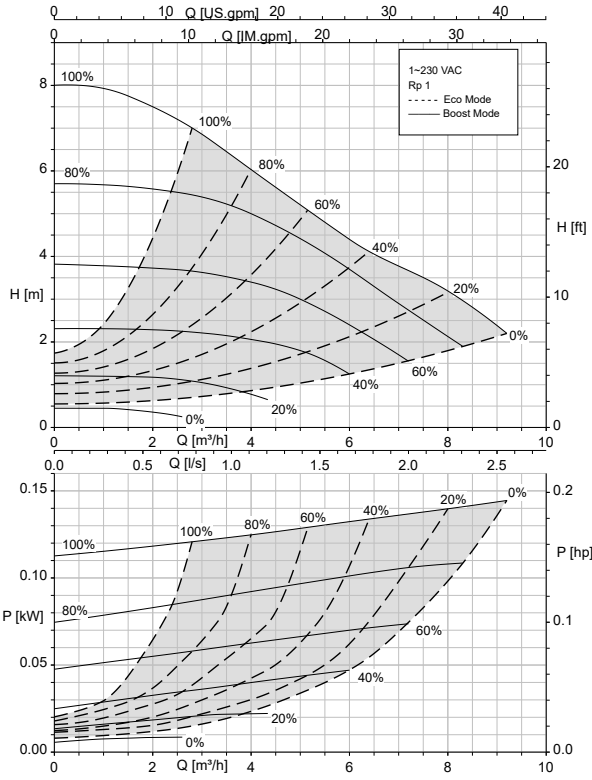 0 10 20 30 40
Q [US.gpm]
0 10 20 30
Q [IM.gpm]
1~230 VAC
Rp 1
Eco Mode
Boost Mode
8
100%
100%
6
80%
80%
20
60%
H [ft]
4
40%
H [m]
20%
10
2
0%
60%
40%
20%
0%
0
0
0 2 4 6 8 10
Q [m³/h]
0.0 0.5 1.0 1.5 2.0 2.5
Q [l/s]
0.15
0.2
0%
20%
40%
60%
80%
100%
100%
P [hp]
0.10
80%
P [kW]
0.1
60%
0.05
40%
20%
0%
0.00
0.0
0 2 4 6 8 10
Q [m³/h]